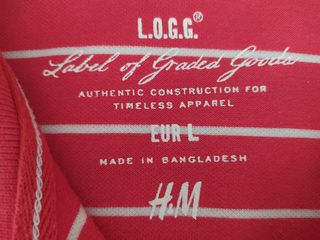 L.O.G.G.®
Label of Graded Goods
AUTHENTIC CONSTRUCTION FOR
TIMELESS APPAREL
EUR L
MADE IN BANGLADESH
H&M